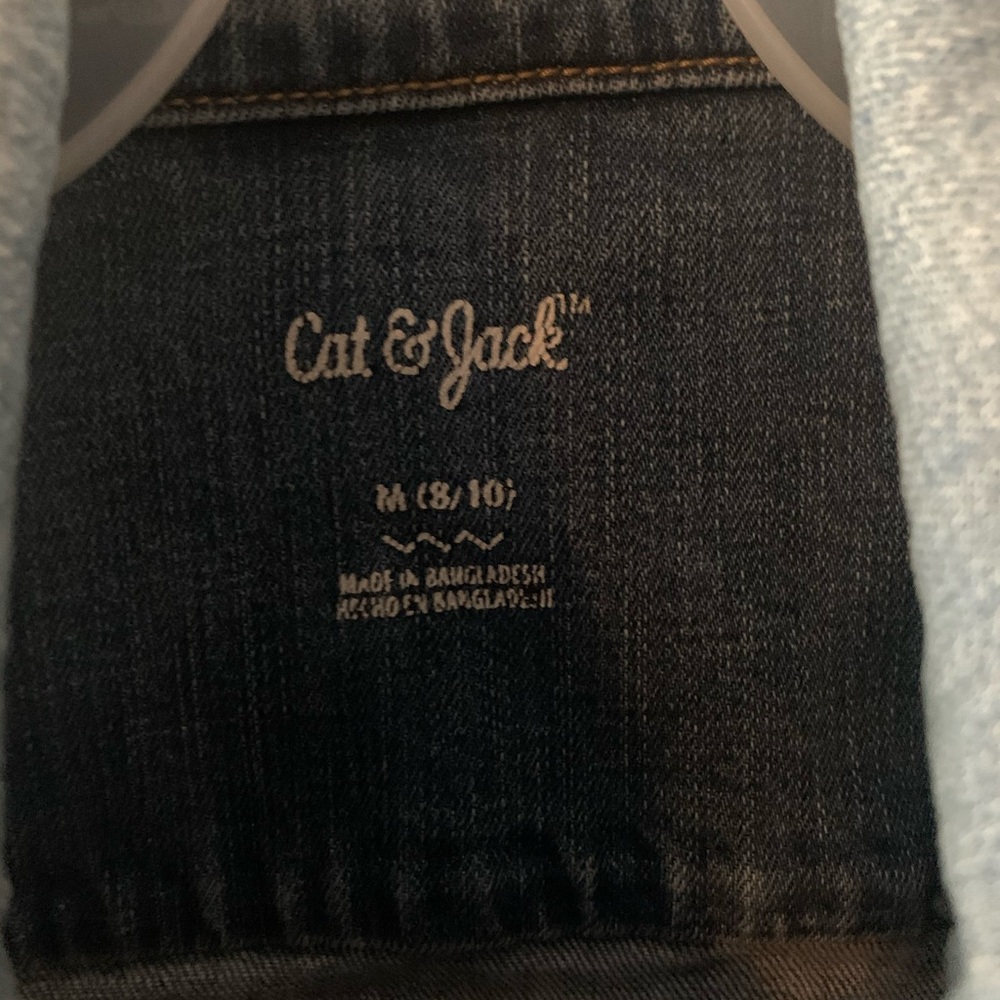 Cat & Jack™
M (8/10)
MADE IN BANGLADESH
HECHO EN BANGLADESH